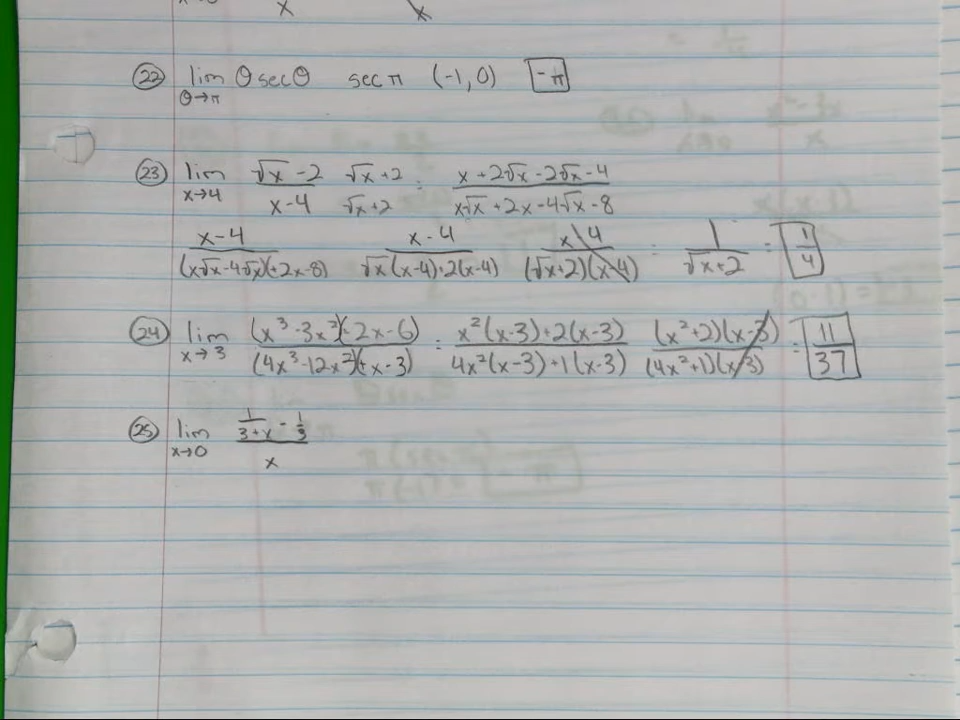 x
x
22 lim θ→π θ sec θ sec π (-1, 0) -π
23 lim x→4 (√x - 2)/(x - 4) (√x + 2)/(√x + 2) = (x + 2√x - 2√x - 4)/(x√x + 2x - 4√x - 8)
(x - 4)/((x√x - 4√x)(+2x - 8)) (x - 4)/(√x(x - 4) + 2(x - 4)) (x - 4)/((√x + 2)(x - 4)) = 1/(√x + 2) = 1/4
24 lim x→3 ((x³ - 3x²)(+2x - 6))/((4x³ - 12x²)(+x - 3)) = (x²(x - 3) + 2(x - 3))/(4x²(x - 3) + 1(x - 3)) ((x² + 2)(x - 3))/((4x² + 1)(x - 3)) = 11/37
25 lim x→0 (1/(3 + x) - 1/3)/x